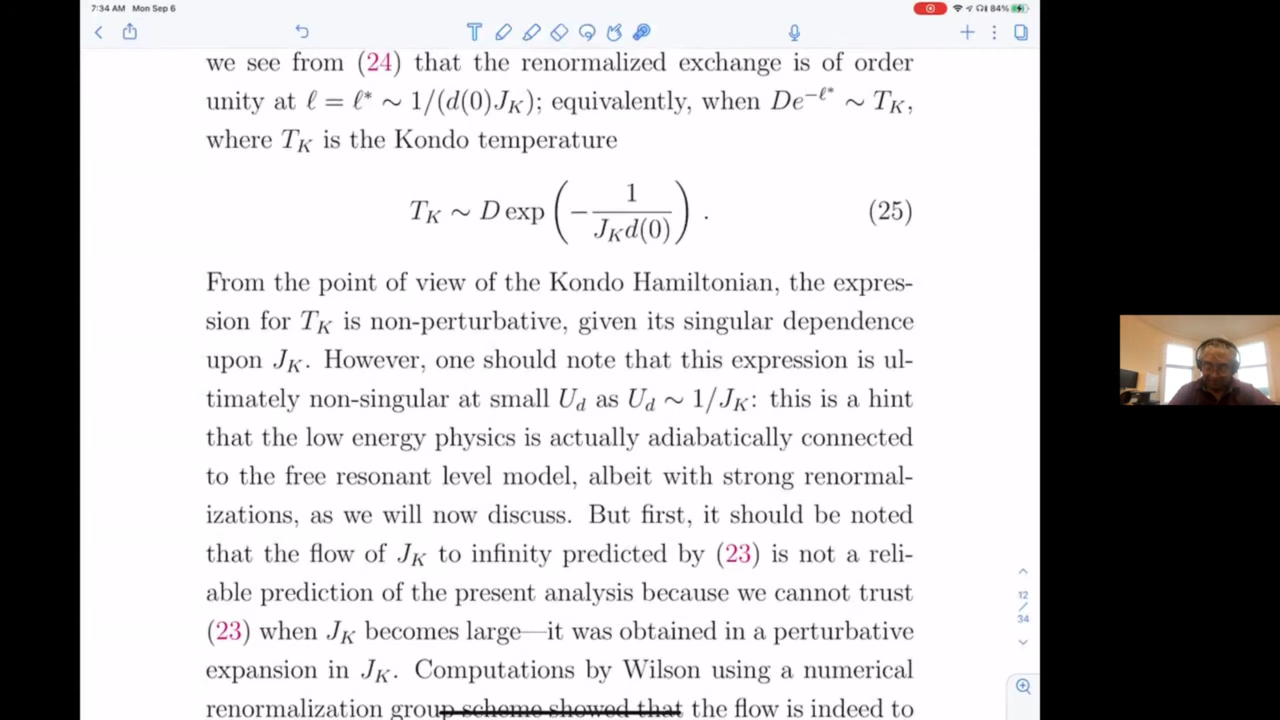 7:34 AM Mon Sep 6
84%
we see from (24) that the renormalized exchange is of order
unity at ℓ = ℓ* ∼ 1/(d(0)J_K); equivalently, when De^{−ℓ*} ∼ T_K,
where T_K is the Kondo temperature
T_K ∼ D exp (− 1/(J_K d(0))) . (25)
From the point of view of the Kondo Hamiltonian, the expres-
sion for T_K is non-perturbative, given its singular dependence
upon J_K. However, one should note that this expression is ul-
timately non-singular at small U_d as U_d ∼ 1/J_K: this is a hint
that the low energy physics is actually adiabatically connected
to the free resonant level model, albeit with strong renormal-
izations, as we will now discuss. But first, it should be noted
that the flow of J_K to infinity predicted by (23) is not a reli-
able prediction of the present analysis because we cannot trust
(23) when J_K becomes large—it was obtained in a perturbative
expansion in J_K. Computations by Wilson using a numerical
renormalization group scheme showed that the flow is indeed to
12
/
34